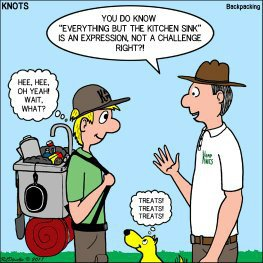 KNOTS
Backpacking
YOU DO KNOW
"EVERYTHING BUT THE KITCHEN SINK"
IS AN EXPRESSION, NOT A CHALLENGE
RIGHT?!
HEE, HEE,
OH YEAH!
WAIT,
WHAT?
TREATS!
TREATS!
TREATS!